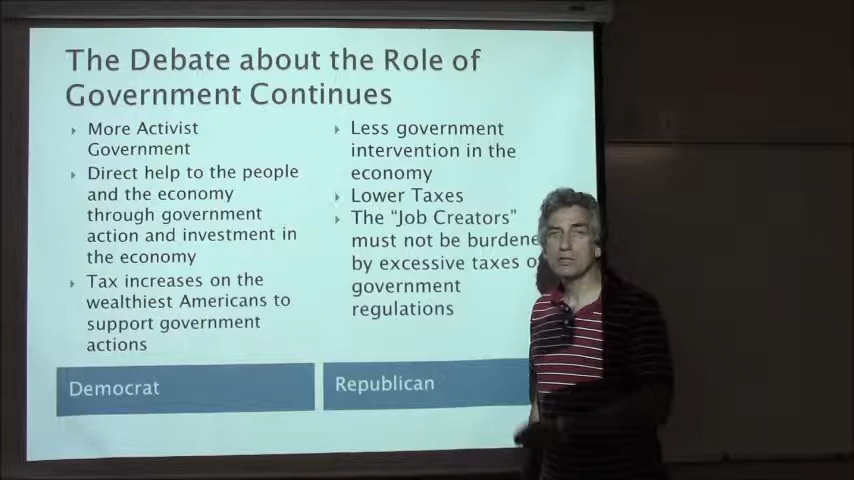 The Debate about the Role of
Government Continues
More Activist
Government
Direct help to the people
and the economy
through government
action and investment in
the economy
Tax increases on the
wealthiest Americans to
support government
actions
Democrat
Less government
intervention in the
economy
Lower Taxes
The “Job Creators”
must not be
by excessive taxes
government
regulations
Republican